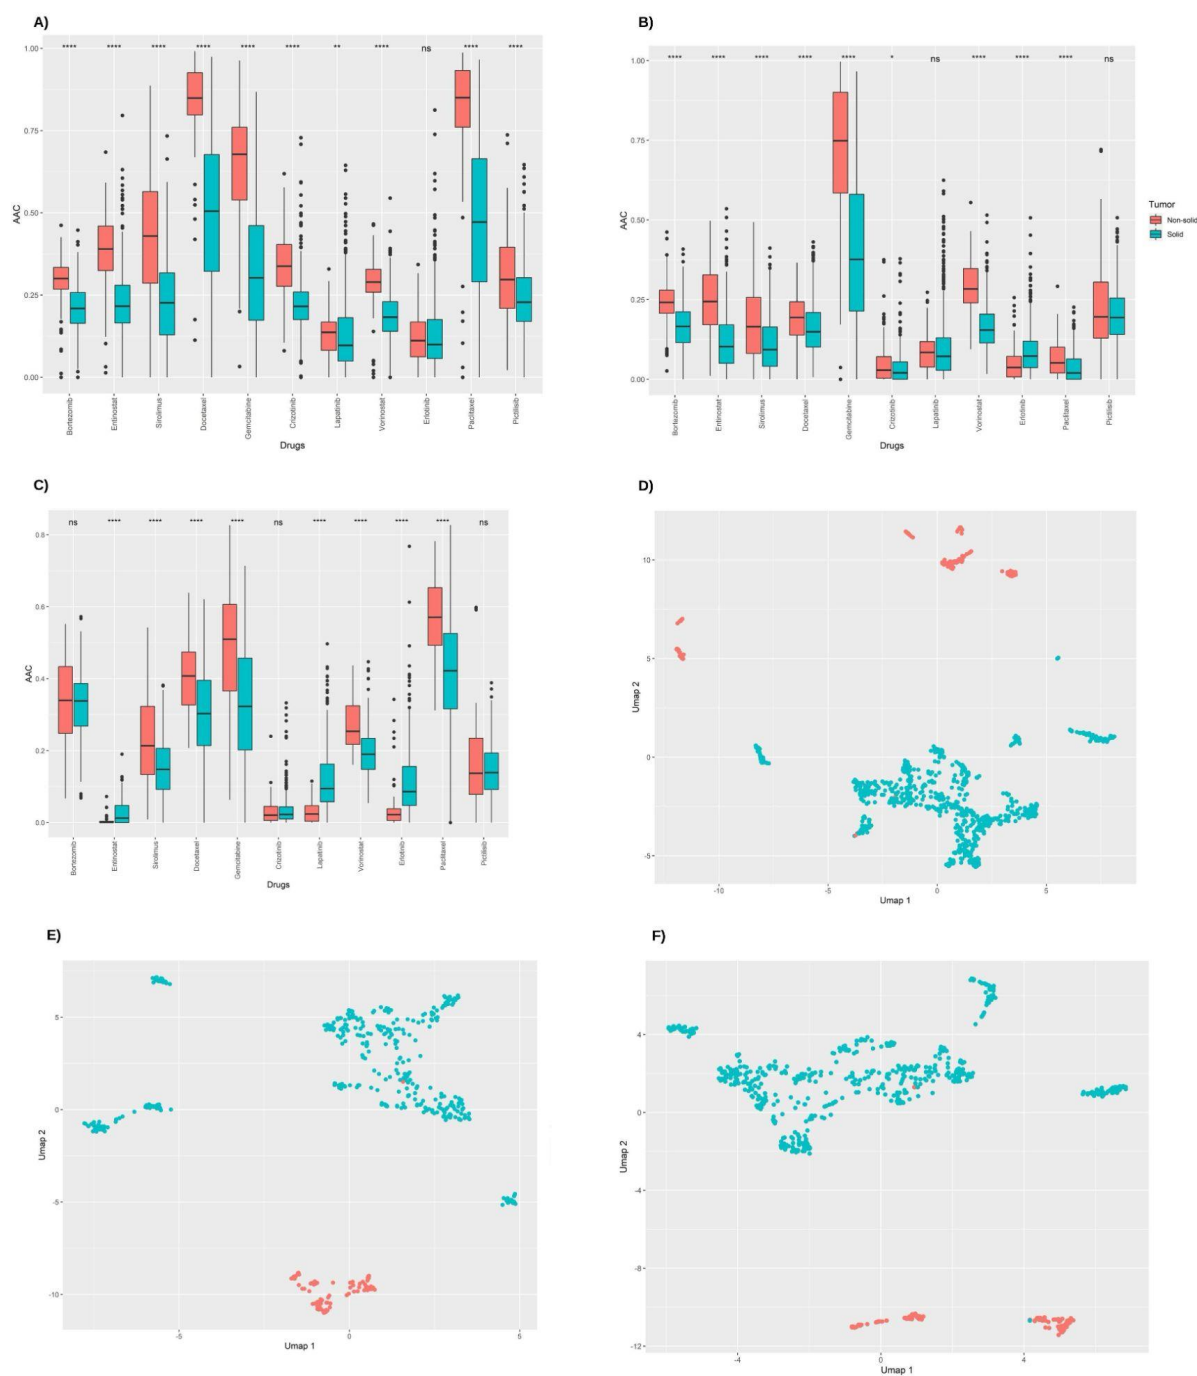 A)
**** **** **** **** **** **** ** **** ns **** ****
1.00
0.75
0.50
0.25
0.00
AAC
Bortezomib
Entinostat
Sirolimus
Docetaxel
Gemcitabine
Crizotinib
Lapatinib
Vorinostat
Erlotinib
Paclitaxel
Pictilisib
Drugs
B)
**** **** **** **** **** * ns **** **** **** ns
1.00
0.75
0.50
0.25
0.00
AAC
Bortezomib
Entinostat
Sirolimus
Docetaxel
Gemcitabine
Crizotinib
Lapatinib
Vorinostat
Erlotinib
Paclitaxel
Pictilisib
Drugs
Tumor
Non-solid
Solid
C)
ns **** **** **** **** ns **** **** **** **** ns
0.8
0.6
0.4
0.2
0.0
AAC
Bortezomib
Entinostat
Sirolimus
Docetaxel
Gemcitabine
Crizotinib
Lapatinib
Vorinostat
Erlotinib
Paclitaxel
Pictilisib
Drugs
D)
10
5
0
-5
Umap 2
-10 -5 0 5
Umap 1
E)
5
0
-5
-10
Umap 2
-5 0 5
Umap 1
F)
4
0
-4
-8
-12
Umap 2
-4 0 4
Umap 1